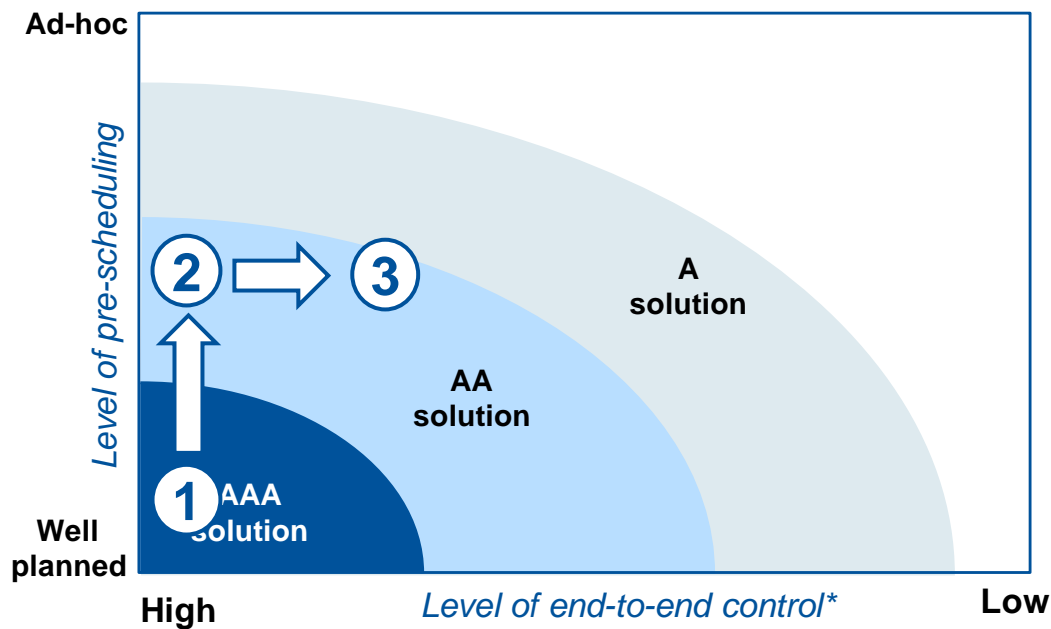 Ad-hoc
Level of pre-scheduling
2
3
A
solution
AA
solution
1
AAA
solution
Well
planned
High
Level of end-to-end control*
Low